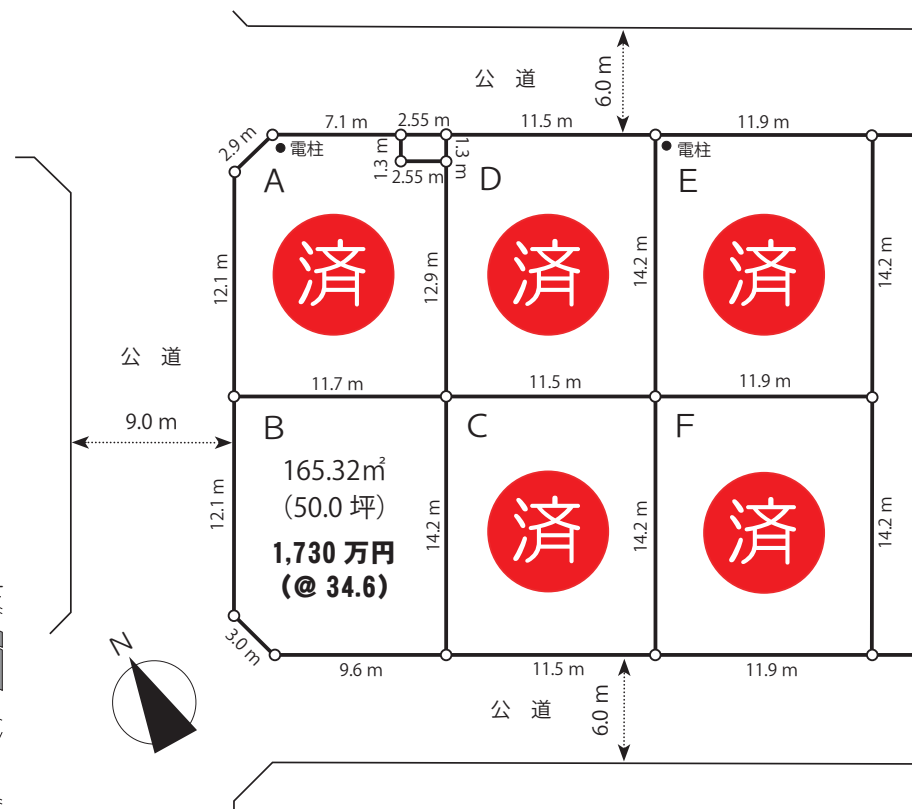 公 道
6.0 m
7.1 m
2.55 m
11.5 m
11.9 m
2.9 m
電柱
1.3 m
1.3 m
2.55 m
電柱
A
D
E
済
済
済
12.1 m
12.9 m
14.2 m
14.2 m
公 道
11.7 m
11.5 m
11.9 m
9.0 m
B
C
F
165.32㎡
(50.0 坪)
1,730 万円
(@ 34.6)
済
済
12.1 m
14.2 m
14.2 m
14.2 m
3.0 m
N
9.6 m
11.5 m
11.9 m
公 道
6.0 m